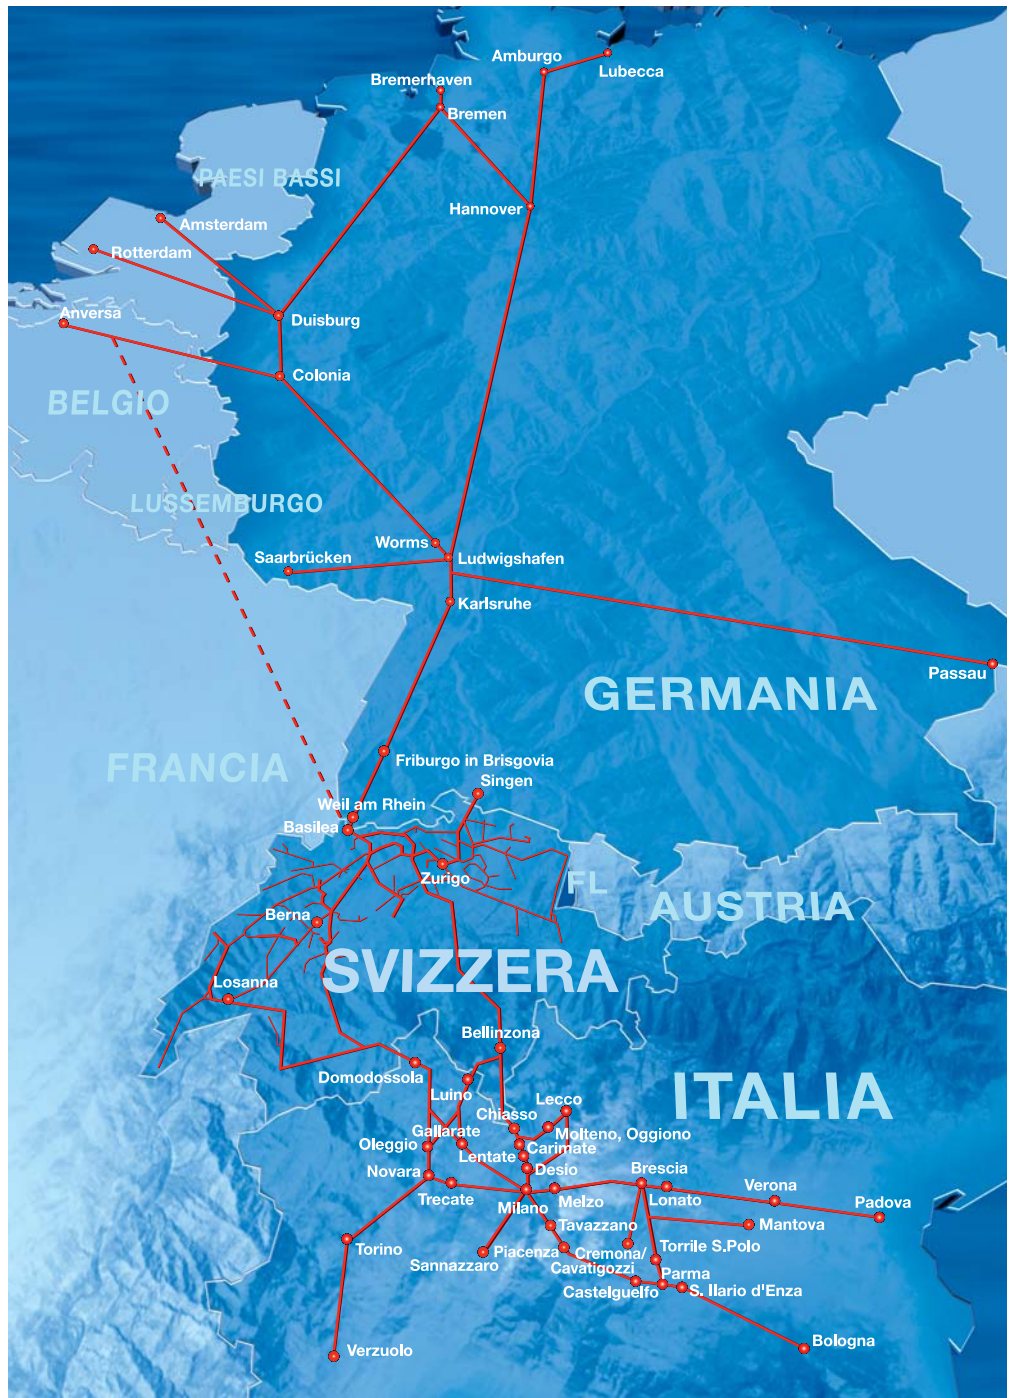 Amburgo
Lubecca
Bremerhaven
Bremen
PAESI BASSI
Hannover
Amsterdam
Rotterdam
Anversa
Duisburg
Colonia
BELGIO
LUSSEMBURGO
Worms
Saarbrücken
Ludwigshafen
Karlsruhe
Passau
GERMANIA
FRANCIA
Friburgo in Brisgovia
Singen
Weil am Rhein
Basilea
Zurigo
FL
AUSTRIA
Berna
SVIZZERA
Losanna
Bellinzona
Domodossola
Luino
ITALIA
Lecco
Chiasso
Gallarate
Molteno, Oggiono
Oleggio
Carimate
Lentate
Desio
Novara
Brescia
Trecate
Milano
Melzo
Lonato
Verona
Padova
Tavazzano
Mantova
Torino
Sannazzaro
Piacenza
Cremona/
Cavatigozzi
Torrile S.Polo
Parma
Castelguelfo
S. Ilario d'Enza
Bologna
Verzuolo